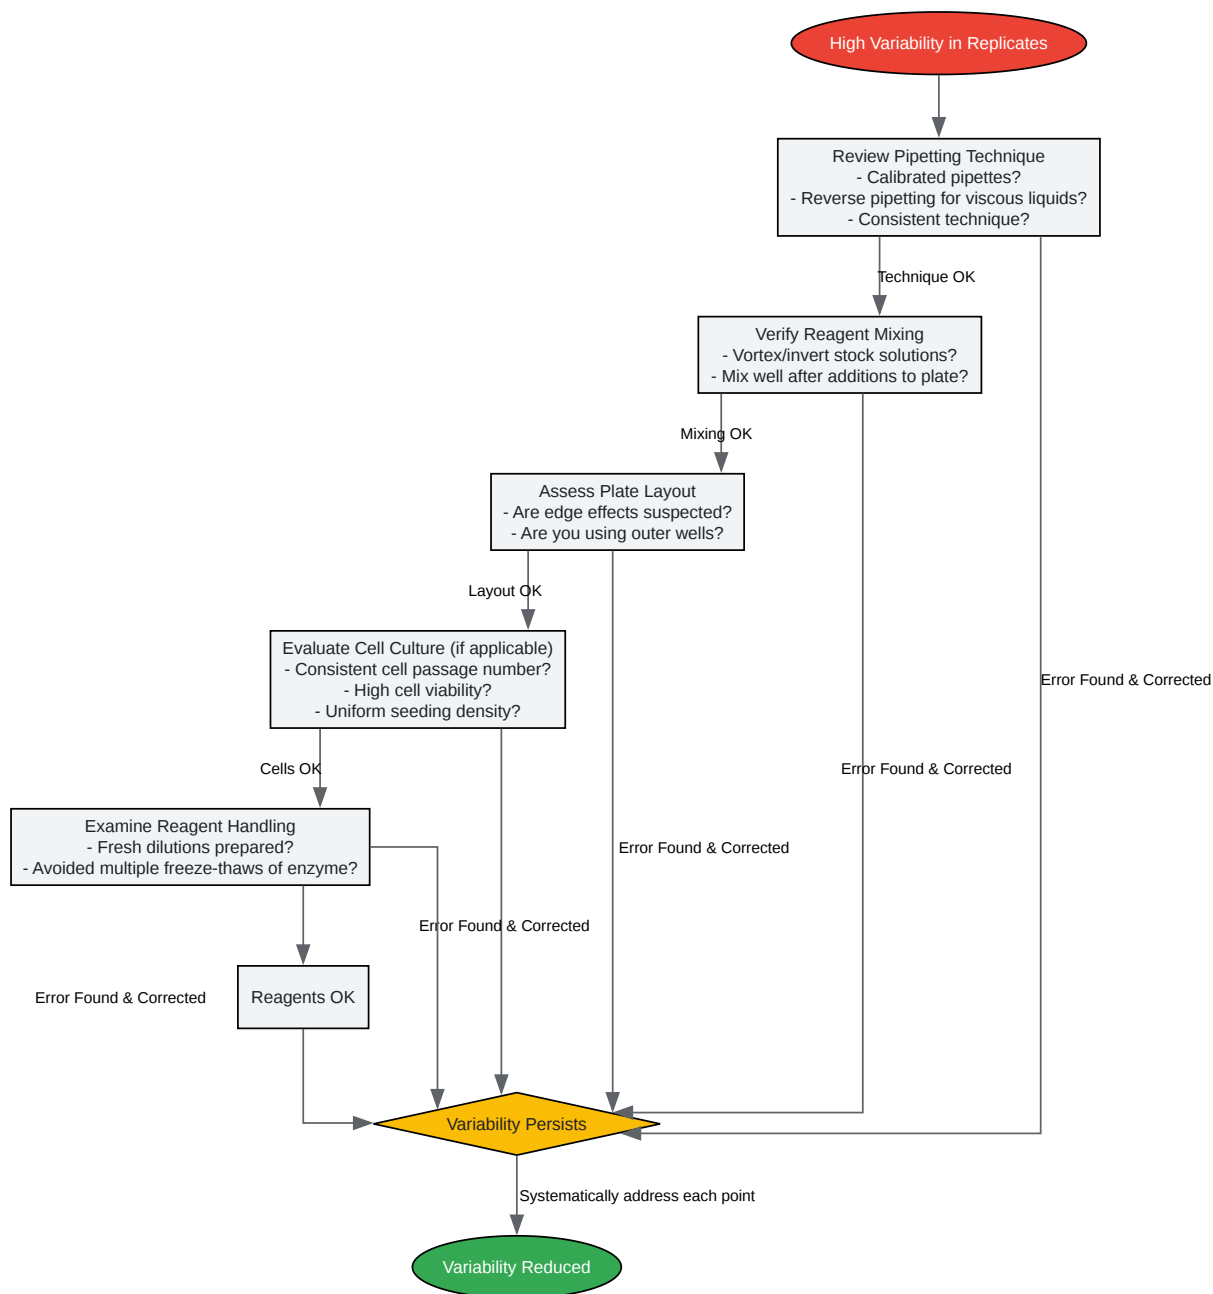 High Variability in Replicates
Review Pipetting Technique
- Calibrated pipettes?
- Reverse pipetting for viscous liquids?
- Consistent technique?
Technique OK
Verify Reagent Mixing
- Vortex/invert stock solutions?
- Mix well after additions to plate?
Mixing OK
Assess Plate Layout
- Are edge effects suspected?
- Are you using outer wells?
Layout OK
Evaluate Cell Culture (if applicable)
- Consistent cell passage number?
- High cell viability?
- Uniform seeding density?
Error Found & Corrected
Cells OK
Error Found & Corrected
Examine Reagent Handling
- Fresh dilutions prepared?
- Avoided multiple freeze-thaws of enzyme?
Error Found & Corrected
Error Found & Corrected
Error Found & Corrected
Reagents OK
Variability Persists
Systematically address each point
Variability Reduced